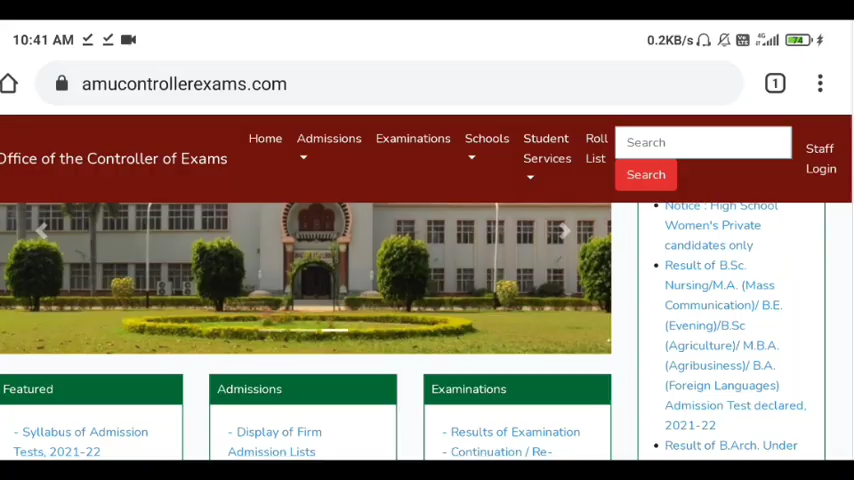 10:41 AM
0.2KB/s
4G
74
amucontrollerexams.com
1
Office of the Controller of Exams
Home
Admissions
Examinations
Schools
Student
Services
Roll
List
Search
Search
Staff
Login
Notice : High School
Women's Private
candidates only
Result of B.Sc.
Nursing/M.A. (Mass
Communication)/ B.E.
(Evening)/B.Sc
(Agriculture)/ M.B.A.
(Agribusiness)/ B.A.
(Foreign Languages)
Admission Test declared,
2021-22
Result of B.Arch. Under
Featured
- Syllabus of Admission
Tests, 2021-22
Admissions
- Display of Firm
Admission Lists
Examinations
- Results of Examination
- Continuation / Re-